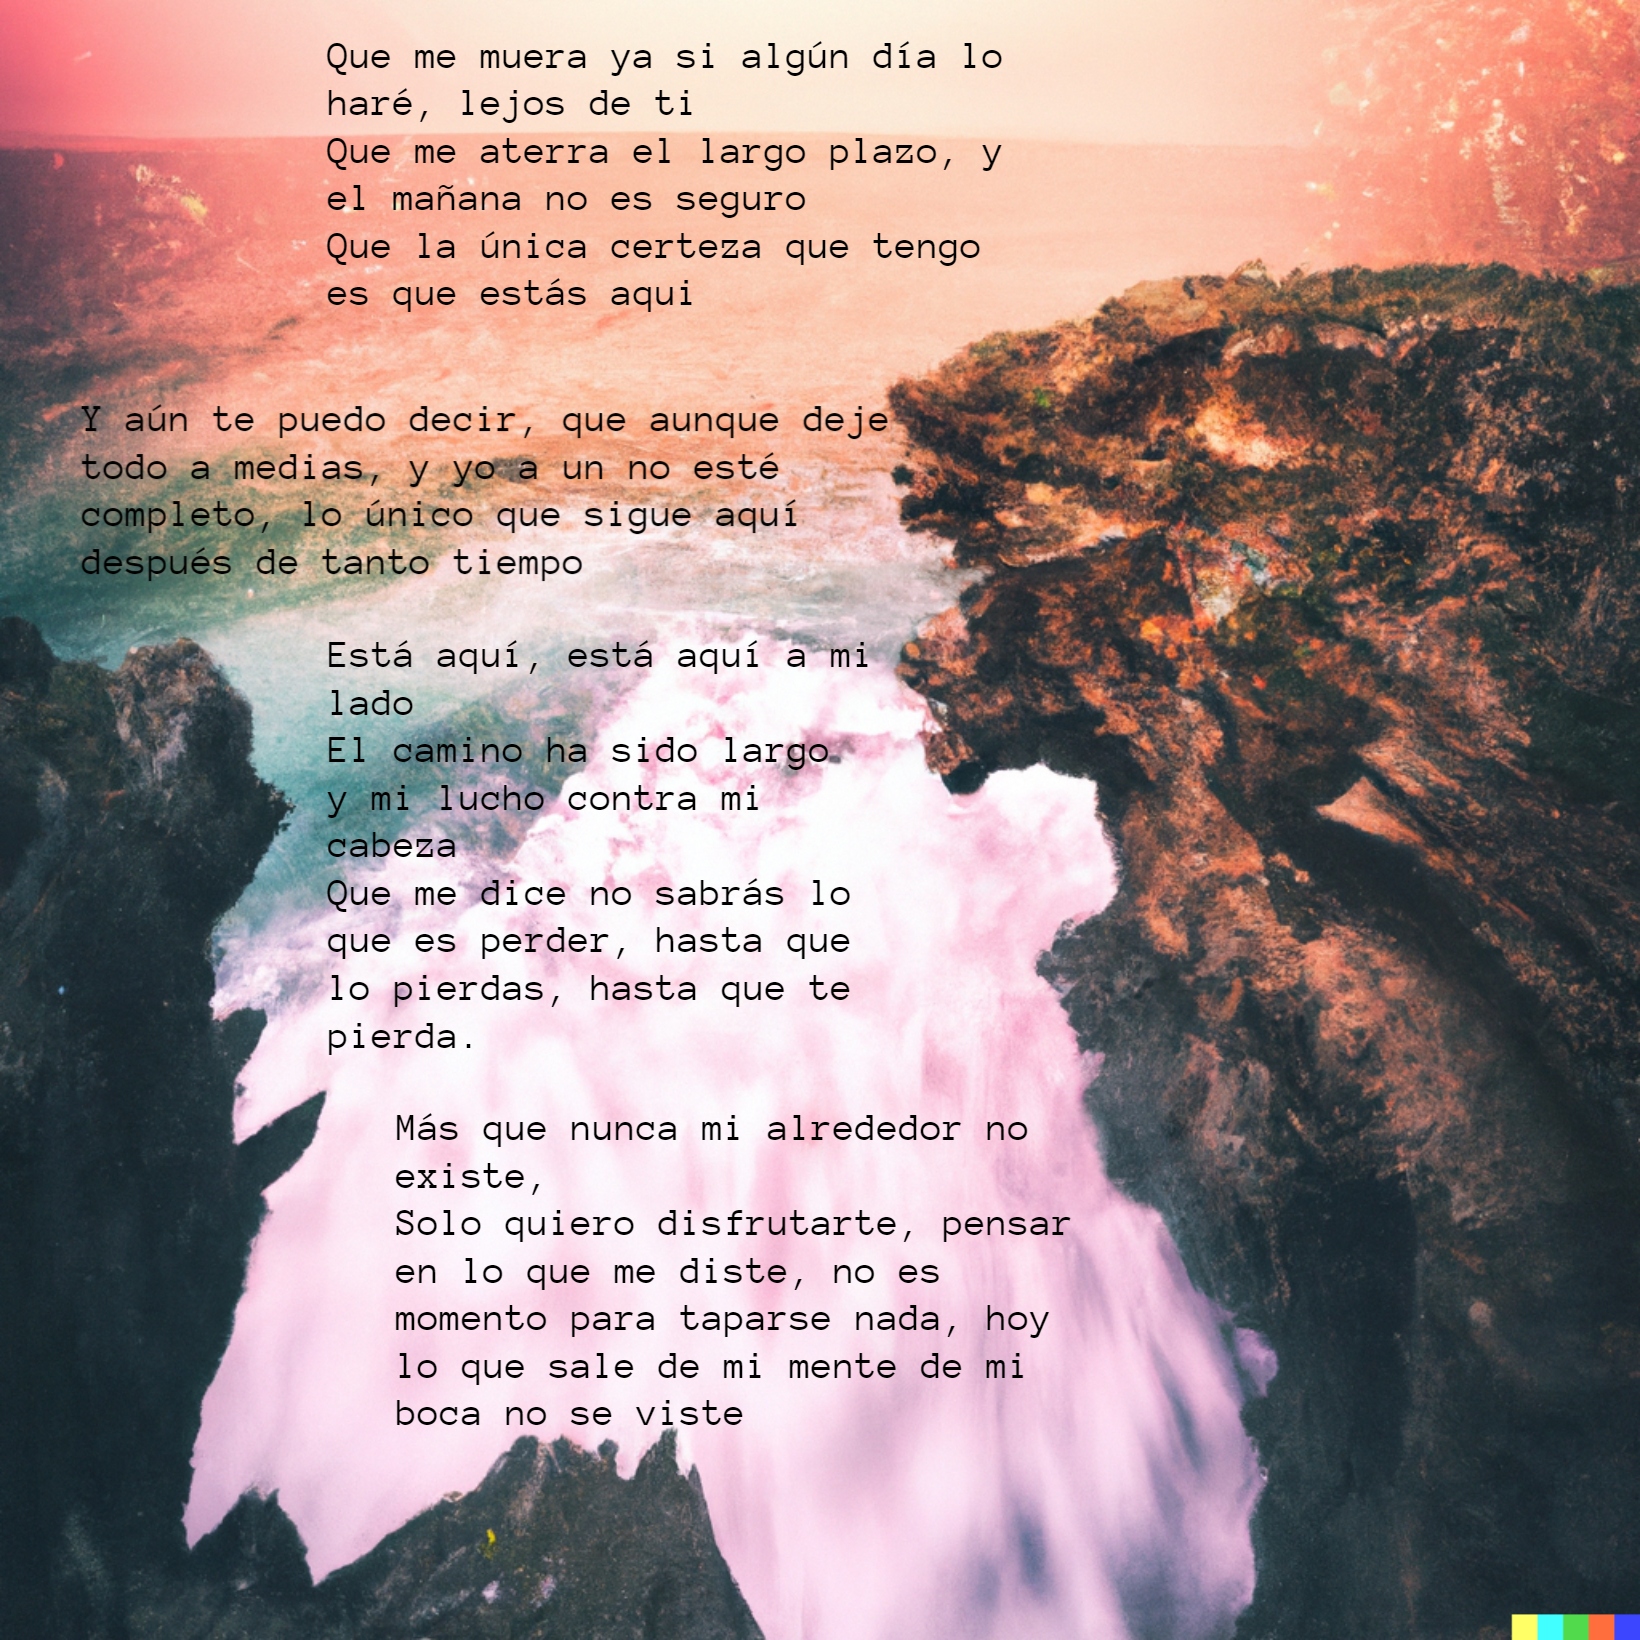 Que me muera ya si algún día lo
haré, lejos de ti
Que me aterra el largo plazo, y
el mañana no es seguro
Que la única certeza que tengo
es que estás aqui
Y aún te puedo decir, que aunque deje
todo a medias, y yo a un no esté
completo, lo único que sigue aquí
después de tanto tiempo
Está aquí, está aquí a mi
lado
El camino ha sido largo
y mi lucho contra mi
cabeza
Que me dice no sabrás lo
que es perder, hasta que
lo pierdas, hasta que te
pierda.
Más que nunca mi alrededor no
existe,
Solo quiero disfrutarte, pensar
en lo que me diste, no es
momento para taparse nada, hoy
lo que sale de mi mente de mi
boca no se viste